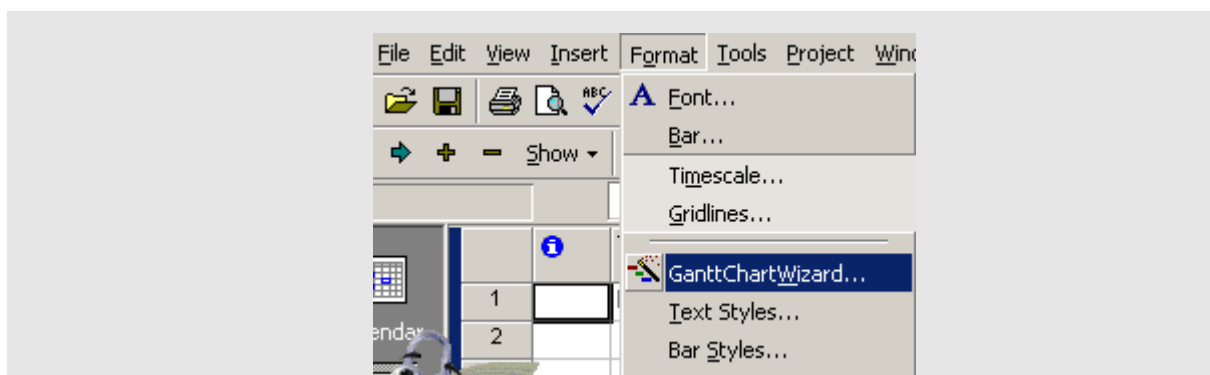 File Edit View Insert Format Tools Project
ABC
A Font...
Bar...
Show
Timescale...
Gridlines...
GanttChartWizard...
1
Text Styles...
2
Bar Styles...